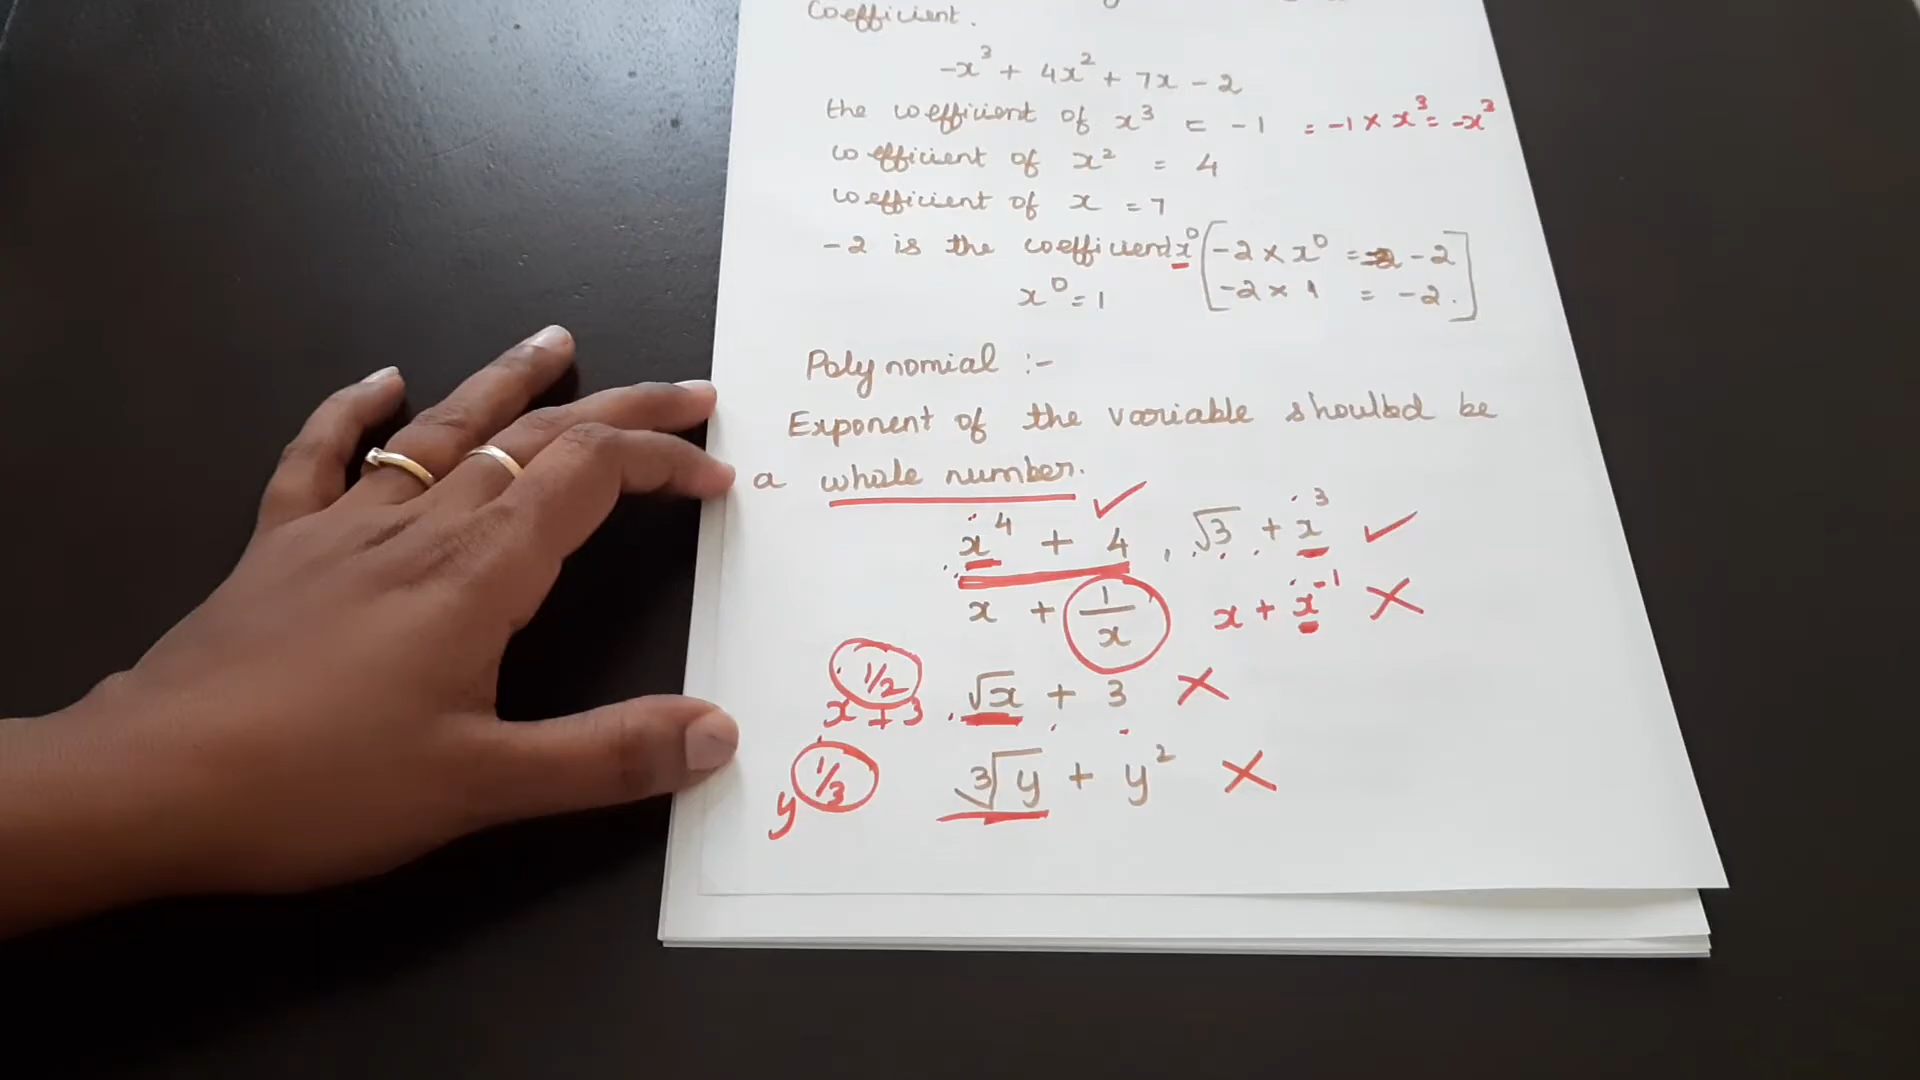 Coefficient.
-x³ + 4x² + 7x - 2
the coefficient of x³ = -1 = -1 × x³ = -x³
coefficient of x² = 4
coefficient of x = 7
-2 is the coefficient x⁰ [-2 × x⁰ = -2
x⁰ = 1 -2 × 1 = -2.]
Polynomial :-
Exponent of the variable should be
a whole number.
x⁴ + 4 ✓, √3 + x³ ✓
x + 1/x x + x⁻¹ ✗
x^1/2 + 3 √x + 3 ✗
y^1/3 ³√y + y² ✗